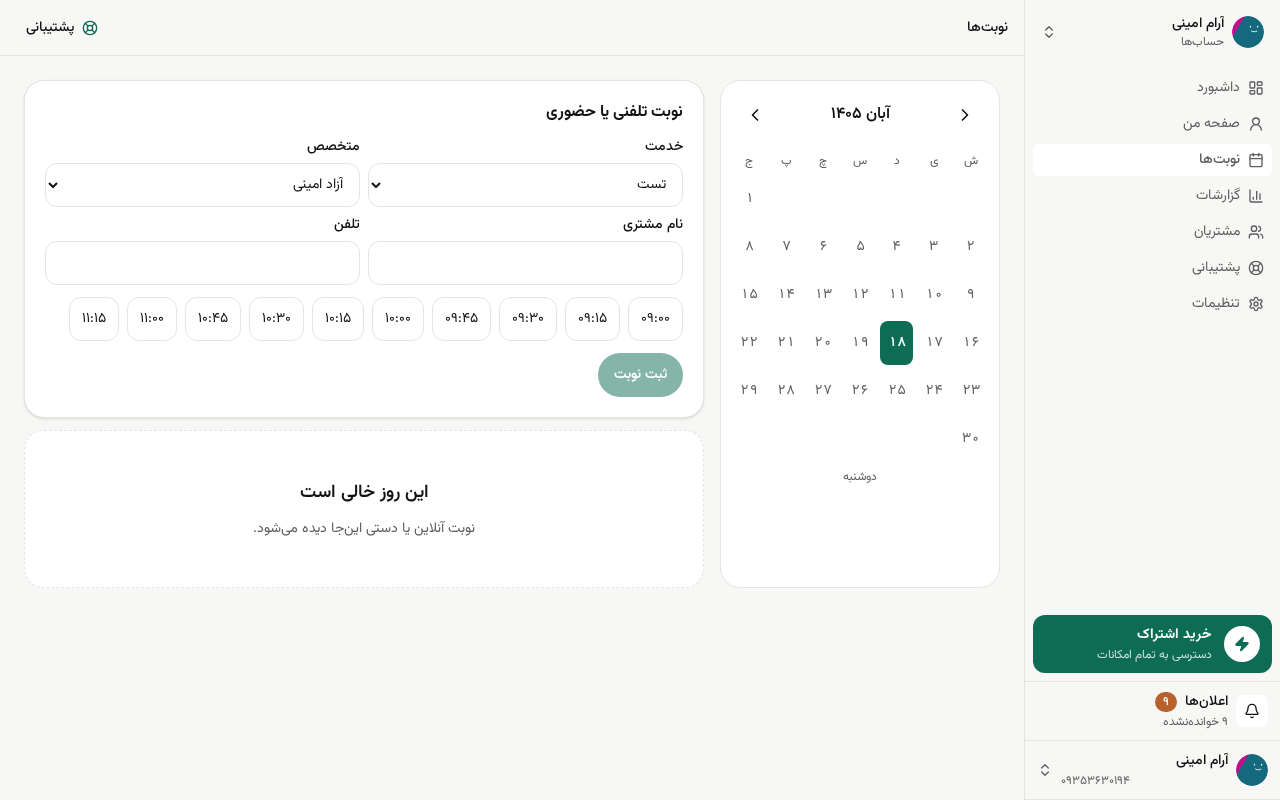 آرام امینی
حساب‌ها
داشبورد
صفحه من
نوبت‌ها
گزارشات
مشتریان
پشتیبانی
تنظیمات
خرید اشتراک
دسترسی به تمام امکانات
اعلان‌ها ۹
۹ خوانده‌نشده
آرام امینی
۰۹۳۵۳۶۳۰۱۹۴
نوبت‌ها
پشتیبانی
آبان ۱۴۰۵
ش ی د س چ پ ج
۱
۲ ۳ ۴ ۵ ۶ ۷ ۸
۹ ۱۰ ۱۱ ۱۲ ۱۳ ۱۴ ۱۵
۱۶ ۱۷ ۱۸ ۱۹ ۲۰ ۲۱ ۲۲
۲۳ ۲۴ ۲۵ ۲۶ ۲۷ ۲۸ ۲۹
۳۰
دوشنبه
نوبت تلفنی یا حضوری
خدمت متخصص
تست آزاد امینی
نام مشتری تلفن
۰۹:۰۰ ۰۹:۱۵ ۰۹:۳۰ ۰۹:۴۵ ۱۰:۰۰ ۱۰:۱۵ ۱۰:۳۰ ۱۰:۴۵ ۱۱:۰۰ ۱۱:۱۵
ثبت نوبت
این روز خالی است
نوبت آنلاین یا دستی این‌جا دیده می‌شود.